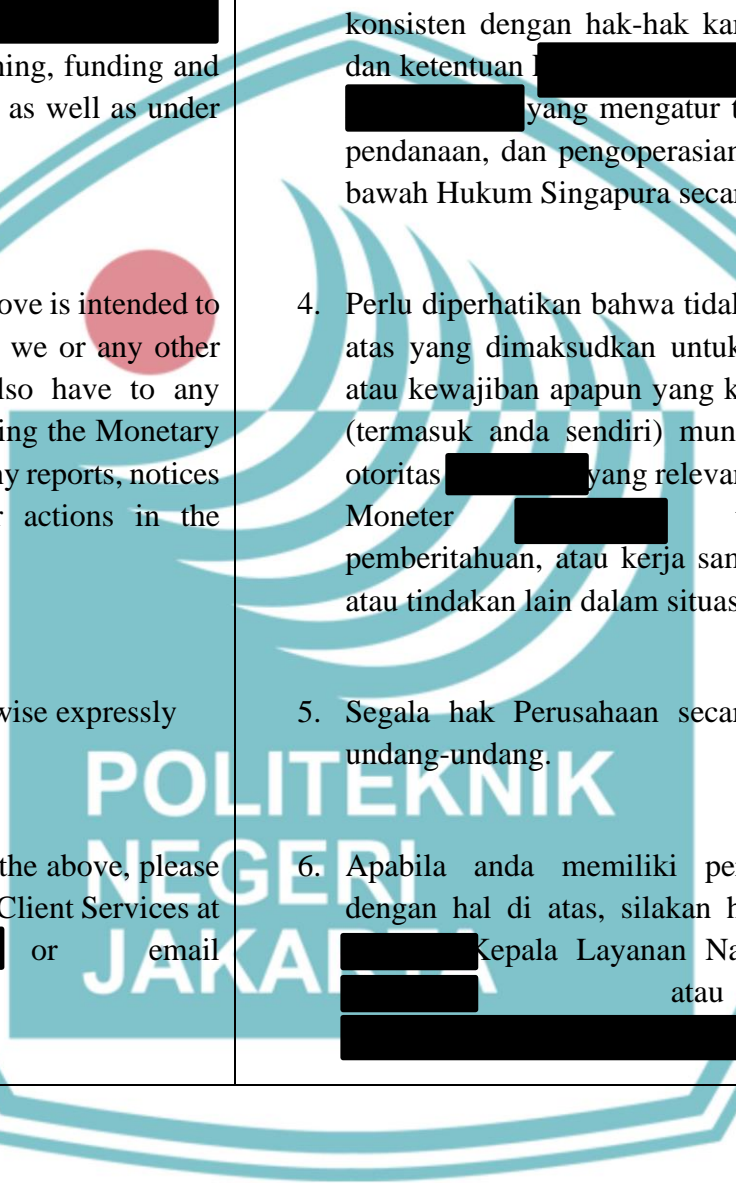 ning, funding and
as well as under
ove is intended to
we or any other
lso have to any
ing the Monetary
ny reports, notices
r actions in the
wise expressly
the above, please
Client Services at
or email
konsisten dengan hak-hak kar
dan ketentuan
yang mengatur t
pendanaan, dan pengoperasian
bawah Hukum Singapura secar
4. Perlu diperhatikan bahwa tidak
atas yang dimaksudkan untuk
atau kewajiban apapun yang k
(termasuk anda sendiri) mun
otoritas yang relevan
Moneter
pemberitahuan, atau kerja sam
atau tindakan lain dalam situas
5. Segala hak Perusahaan secar
undang-undang.
6. Apabila anda memiliki per
dengan hal di atas, silakan h
Kepala Layanan Na
atau
POLITEKNIK
NEGERI
JAKARTA